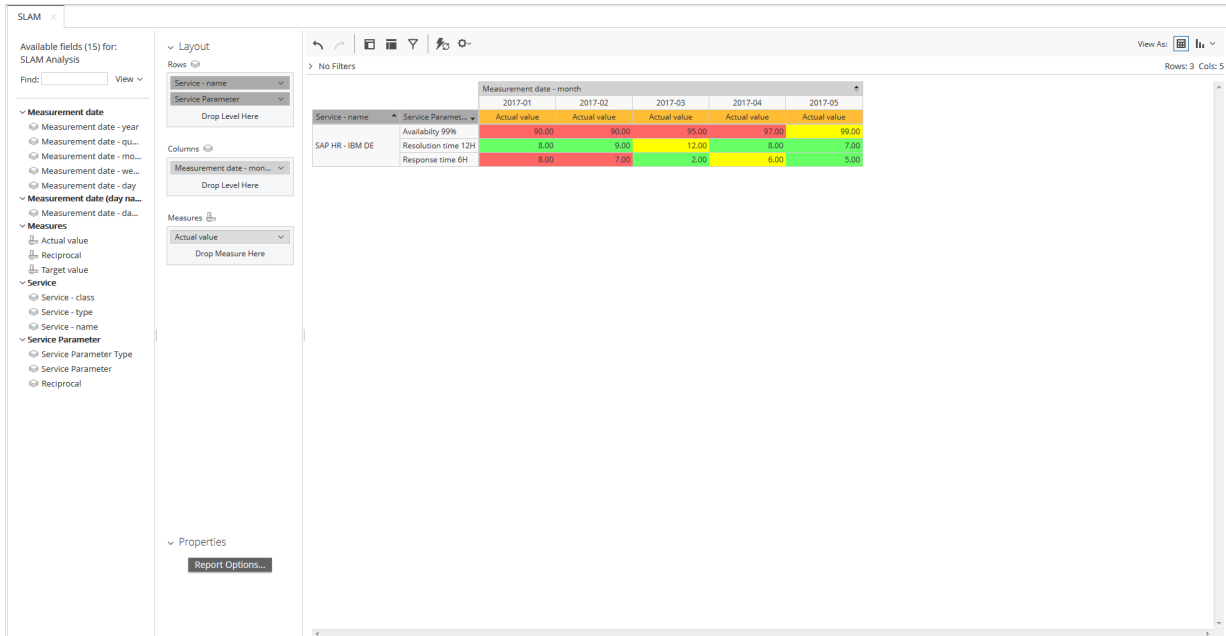 SLAM
Available fields (15) for:
SLAM Analysis
Find:
View
Measurement date
Measurement date - year
Measurement date - qu...
Measurement date - mo...
Measurement date - we...
Measurement date - day
Measurement date (day na...
Measurement date - da...
Measures
Actual value
Reciprocal
Target value
Service
Service - class
Service - type
Service - name
Service Parameter
Service Parameter Type
Service Parameter
Reciprocal
Layout
Rows
Service - name
Service Parameter
Drop Level Here
Columns
Measurement date - mon...
Drop Level Here
Measures
Actual value
Drop Measure Here
Properties
Report Options...
View As:
No Filters
Rows: 3 Cols: 5
Measurement date - month
2017-01 2017-02 2017-03 2017-04 2017-05
Service - name Service Paramet... Actual value Actual value Actual value Actual value Actual value
Availabilty 99% 90.00 90.00 95.00 97.00 99.00
SAP HR - IBM DE Resolution time 12H 8.00 9.00 12.00 8.00 7.00
Response time 6H 8.00 7.00 2.00 6.00 5.00